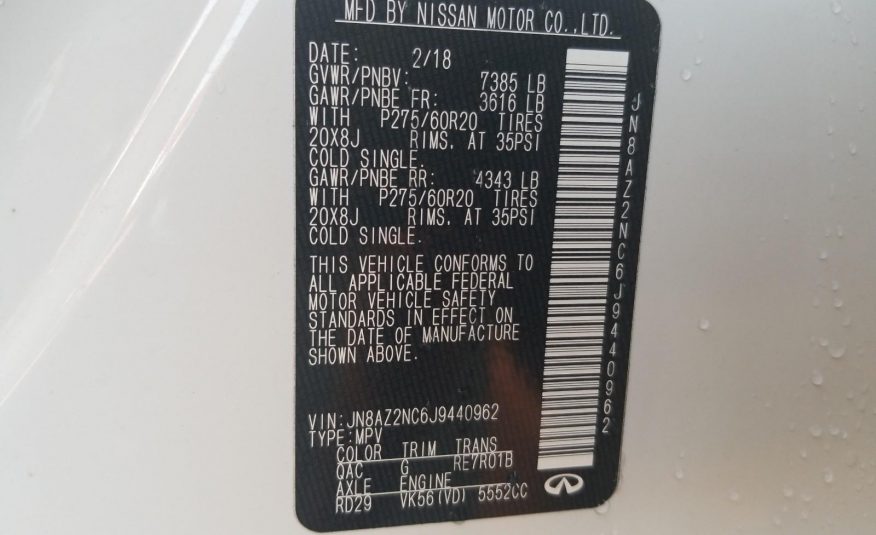 MFD BY NISSAN MOTOR CO.,LTD.
DATE: 2/18
GVWR/PNBV: 7385 LB
GAWR/PNBE FR: 3616 LB
WITH P275/60R20 TIRES
20X8J RIMS, AT 35PSI
COLD SINGLE.
GAWR/PNBE RR: 4343 LB
WITH P275/60R20 TIRES
20X8J RIMS, AT 35PSI
COLD SINGLE.
THIS VEHICLE CONFORMS TO
ALL APPLICABLE FEDERAL
MOTOR VEHICLE SAFETY
STANDARDS IN EFFECT ON
THE DATE OF MANUFACTURE
SHOWN ABOVE.
VIN:JN8AZ2NC6J9440962
TYPE:MPV
COLOR TRIM TRANS
QAC G RE7R01B
AXLE ENGINE
RD29 VK56(VD) 5552CC
JN8AZ2NC6J9440962